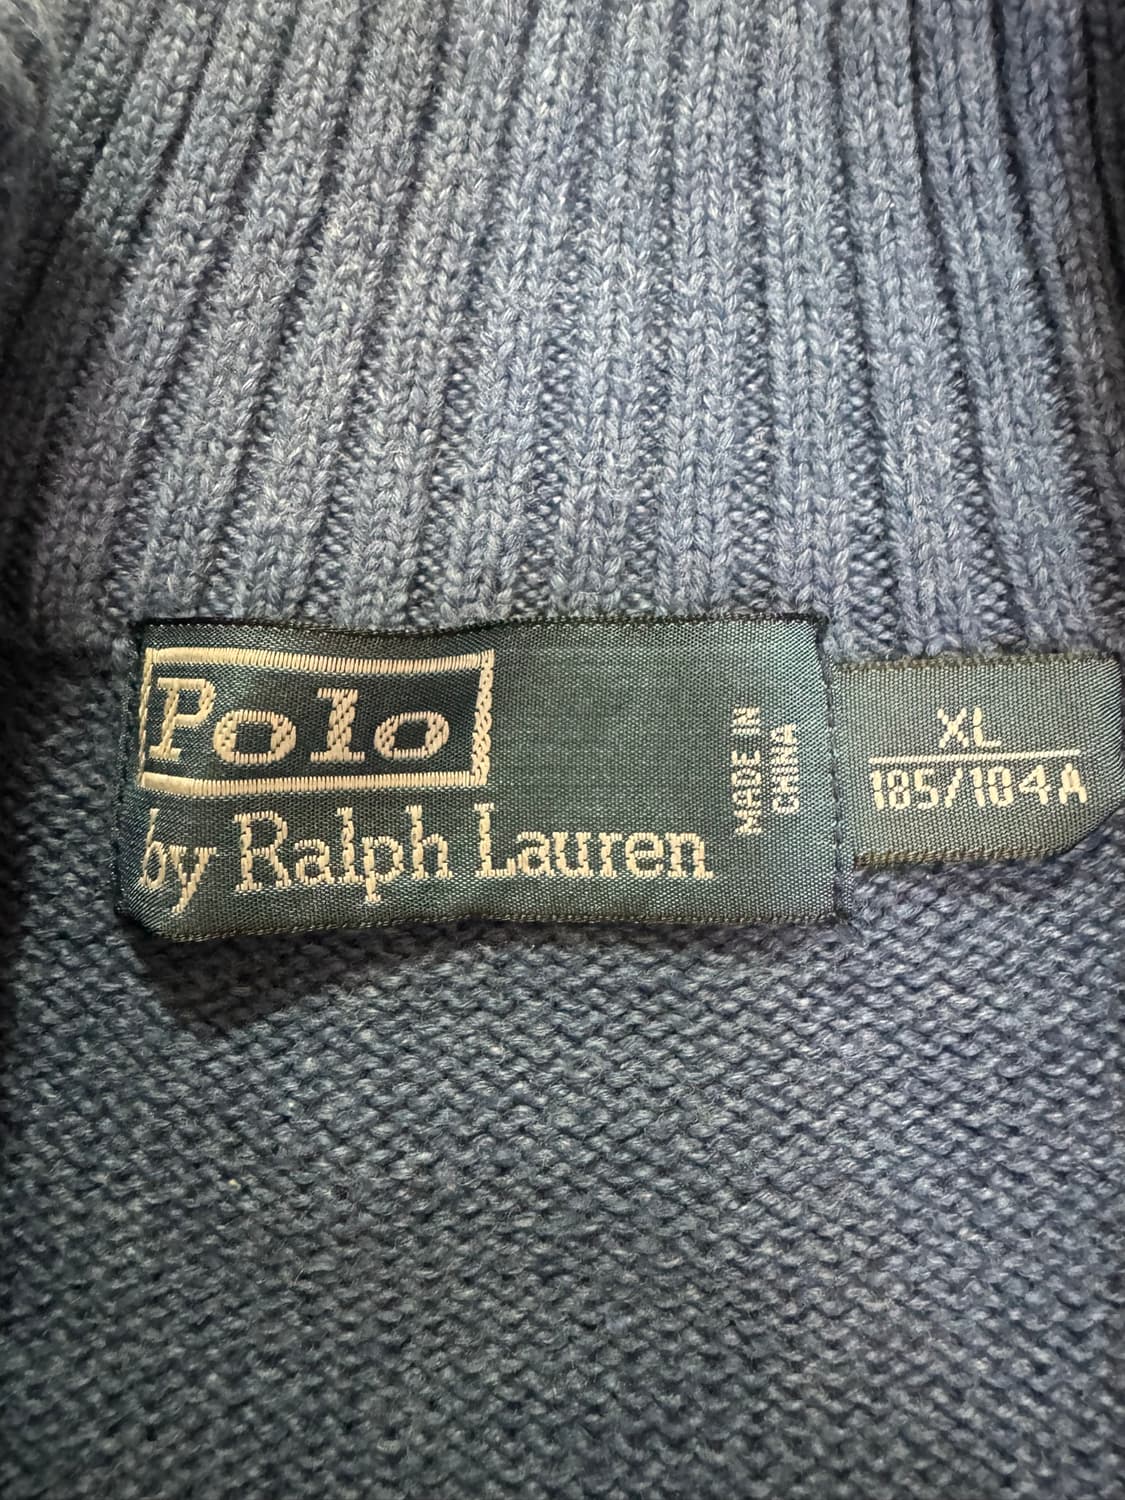 Polo
by Ralph Lauren
MADE IN
CHINA
XL
185/104A